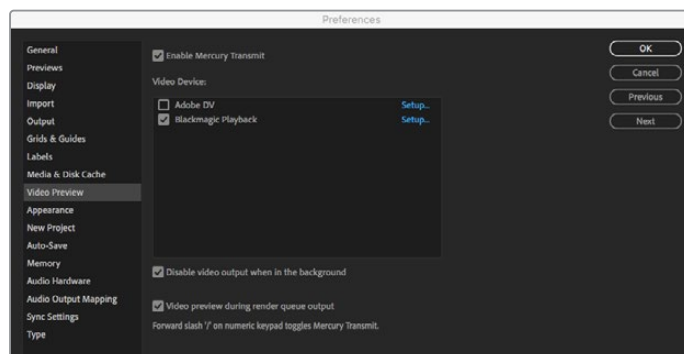 Preferences
General
Previews
Display
Import
Output
Grids & Guides
Labels
Media & Disk Cache
Video Preview
Appearance
New Project
Auto-Save
Memory
Audio Hardware
Audio Output Mapping
Sync Settings
Type
Enable Mercury Transmit
Video Device:
Adobe DV Setup...
Blackmagic Playback Setup...
Disable video output when in the background
Video preview during render queue output
Forward slash '/' on numeric keypad toggles Mercury Transmit.
OK
Cancel
Previous
Next